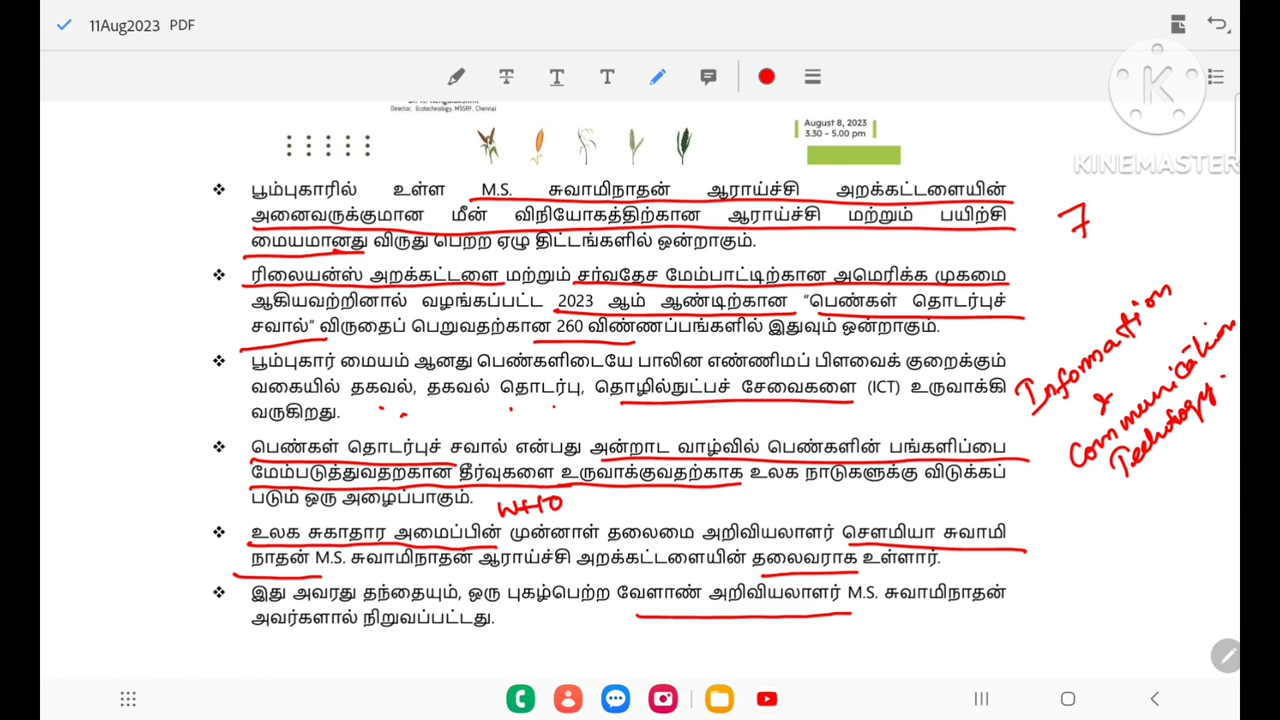 11Aug2023 PDF
Director, Ecotechnology, MSSRF, Chennai
August 8, 2023
3.30 – 5.00 pm
KINEMASTER
❖ பூம்புகாரில் உள்ள M.S. சுவாமிநாதன் ஆராய்ச்சி அறக்கட்டளையின்
அனைவருக்குமான மீன் விநியோகத்திற்கான ஆராய்ச்சி மற்றும் பயிற்சி
மையமானது விருது பெற்ற ஏழு திட்டங்களில் ஒன்றாகும்.
7
❖ ரிலையன்ஸ் அறக்கட்டளை மற்றும் சர்வதேச மேம்பாட்டிற்கான அமெரிக்க முகமை
ஆகியவற்றினால் வழங்கப்பட்ட 2023 ஆம் ஆண்டிற்கான "பெண்கள் தொடர்புச்
சவால்" விருதைப் பெறுவதற்கான 260 விண்ணப்பங்களில் இதுவும் ஒன்றாகும்.
❖ பூம்புகார் மையம் ஆனது பெண்களிடையே பாலின எண்ணிமப் பிளவைக் குறைக்கும்
வகையில் தகவல், தகவல் தொடர்பு, தொழில்நுட்பச் சேவைகளை (ICT) உருவாக்கி
வருகிறது.
Information
&
Communication
Technology.
❖ பெண்கள் தொடர்புச் சவால் என்பது அன்றாட வாழ்வில் பெண்களின் பங்களிப்பை
மேம்படுத்துவதற்கான தீர்வுகளை உருவாக்குவதற்காக உலக நாடுகளுக்கு விடுக்கப்
படும் ஒரு அழைப்பாகும்.
WHO
❖ உலக சுகாதார அமைப்பின் முன்னாள் தலைமை அறிவியலாளர் சௌமியா சுவாமி
நாதன் M.S. சுவாமிநாதன் ஆராய்ச்சி அறக்கட்டளையின் தலைவராக உள்ளார்.
❖ இது அவரது தந்தையும், ஒரு புகழ்பெற்ற வேளாண் அறிவியலாளர் M.S. சுவாமிநாதன்
அவர்களால் நிறுவப்பட்டது.